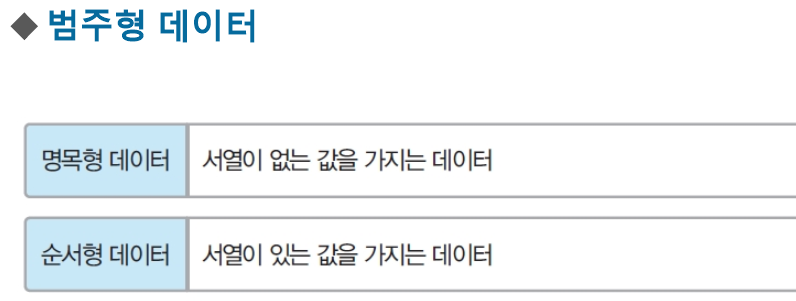 ◆ 범주형 데이터
명목형 데이터 서열이 없는 값을 가지는 데이터
순서형 데이터 서열이 있는 값을 가지는 데이터